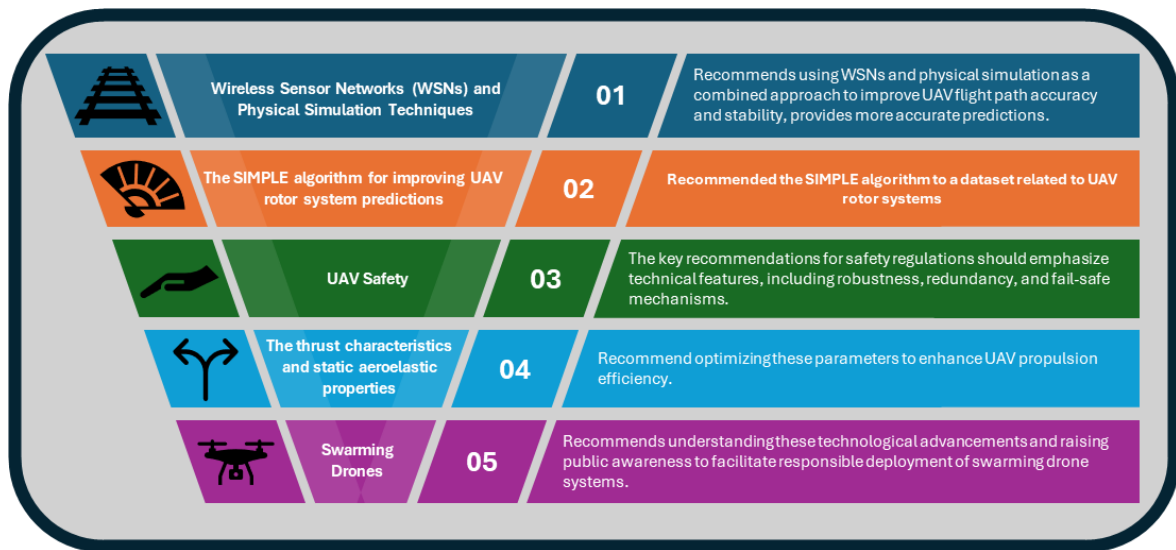 Wireless Sensor Networks (WSNs) and
Physical Simulation Techniques
01
Recommends using WSNs and physical simulation as a
combined approach to improve UAV flight path accuracy
and stability, provides more accurate predictions.
The SIMPLE algorithm for improving UAV
rotor system predictions
02
Recommended the SIMPLE algorithm to a dataset related to UAV
rotor systems
UAV Safety
03
The key recommendations for safety regulations should emphasize
technical features, including robustness, redundancy, and fail-safe
mechanisms.
The thrust characteristics
and static aeroelastic
properties
04
Recommend optimizing these parameters to enhance UAV propulsion
efficiency.
Swarming
Drones
05
Recommends understanding these technological advancements and raising
public awareness to facilitate responsible deployment of swarming drone
systems.